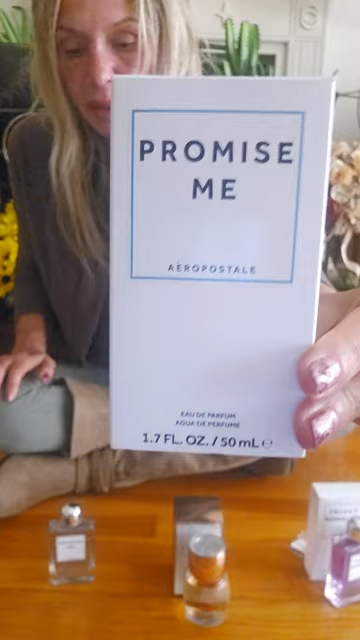 PROMISE
ME
AÉROPOSTALE
EAU DE PARFUM
AGUA DE PERFUME
1.7 FL. OZ. / 50 mL ℮